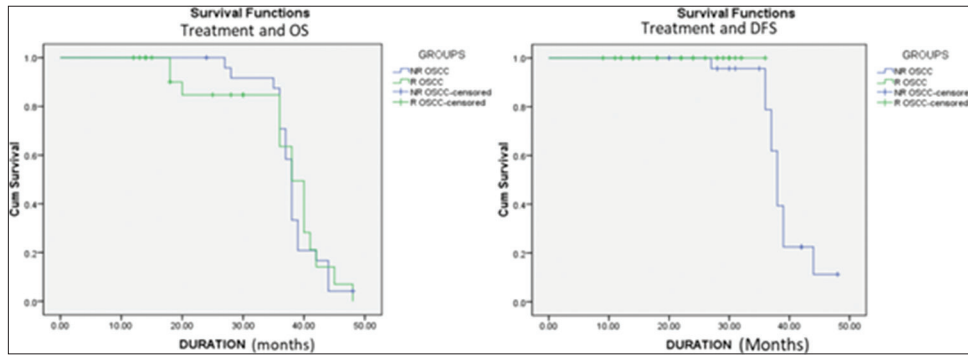 Survival Functions
Treatment and OS
GROUPS
NR OSCC
R OSCC
NR OSCC-censored
R OSCC-censored
Cum Survival
1.0
0.8
0.6
0.4
0.2
0.0
0.00 10.00 20.00 30.00 40.00 50.00
DURATION (months)
Survival Functions
Treatment and DFS
GROUPS
NR OSCC
R OSCC
NR OSCC-censored
R OSCC-censored
Cum Survival
1.0
0.8
0.6
0.4
0.2
0.0
0.00 10.00 20.00 30.00 40.00 50.00
DURATION (Months)